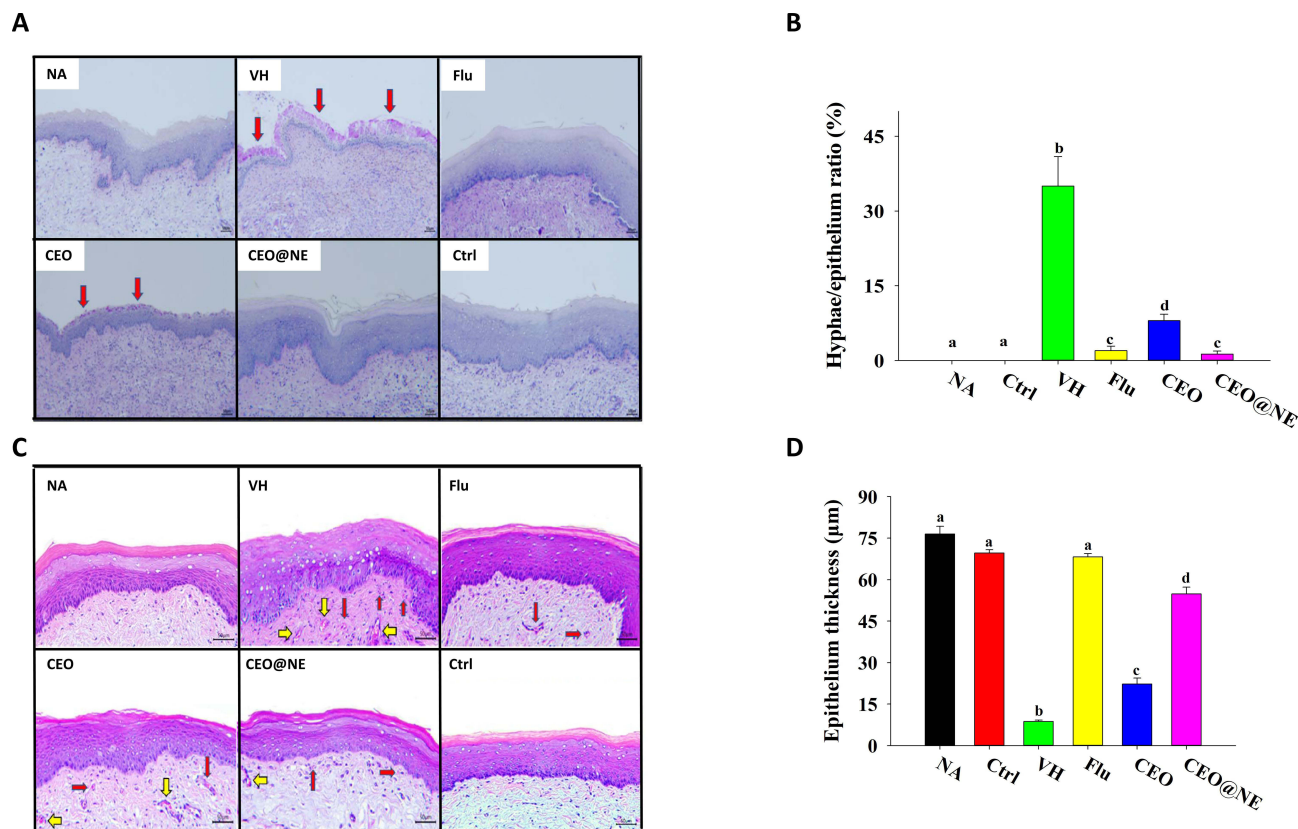 A
NA
VH
Flu
CEO
CEO@NE
Ctrl
B
Hyphae/epithelium ratio (%)
45
30
15
0
a
a
b
c
d
c
NA
Ctrl
VH
Flu
CEO
CEO@NE
C
NA
VH
Flu
CEO
CEO@NE
Ctrl
D
Epithelium thickness (µm)
90
75
60
45
30
15
0
a
a
b
a
c
d
NA
Ctrl
VH
Flu
CEO
CEO@NE